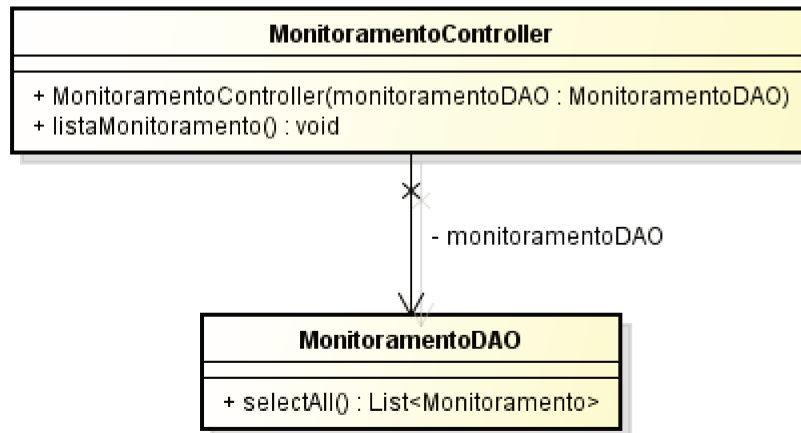 MonitoramentoController
+ MonitoramentoController(monitoramentoDAO : MonitoramentoDAO)
+ listaMonitoramento() : void
- monitoramentoDAO
MonitoramentoDAO
+ selectAll() : List<Monitoramento>